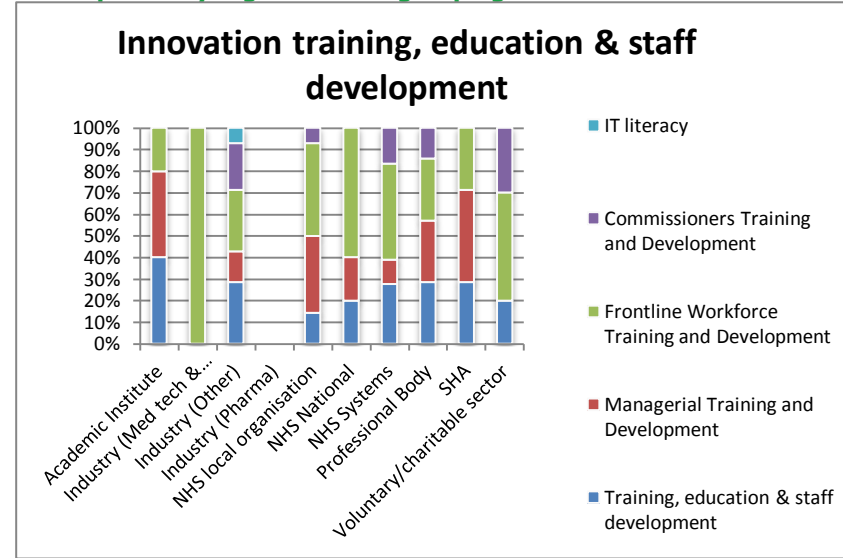 Innovation training, education & staff
development
100%
90%
80%
70%
60%
50%
40%
30%
20%
10%
0%
Academic Institute
Industry (Med tech &...
Industry (Other)
Industry (Pharma)
NHS local organisation
NHS National
NHS Systems
Professional Body
SHA
Voluntary/charitable sector
IT literacy
Commissioners Training
and Development
Frontline Workforce
Training and Development
Managerial Training and
Development
Training, education & staff
development